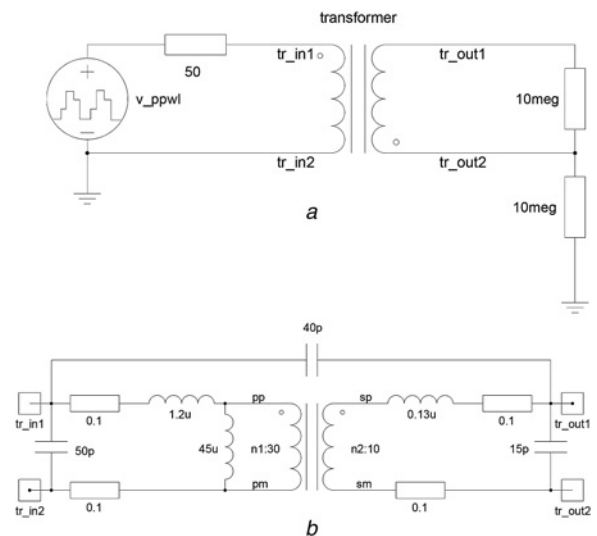 transformer
50
tr_in1
tr_out1
v_ppwl
10meg
tr_in2
tr_out2
a
10meg
40p
tr_in1
0.1
1.2u
pp
sp
0.13u
0.1
tr_out1
50p
45u
n1:30
n2:10
15p
tr_in2
0.1
pm
sm
0.1
tr_out2
b